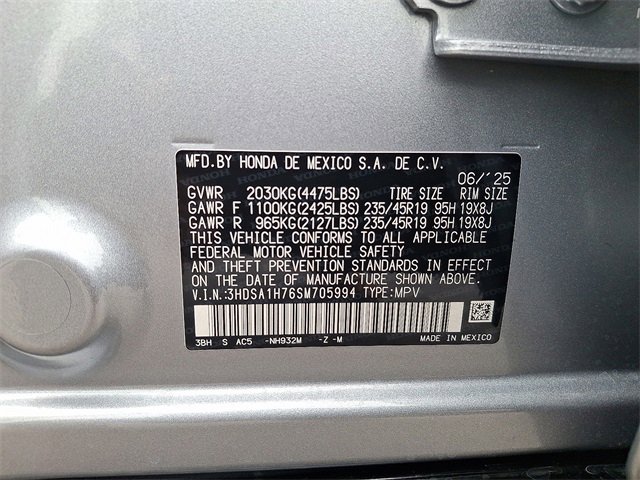 MFD.BY HONDA DE MEXICO S.A. DE C.V.
06/'25
GVWR 2030KG(4475LBS) TIRE SIZE RIM SIZE
GAWR F 1100KG(2425LBS) 235/45R19 95H 19X8J
GAWR R 965KG(2127LBS) 235/45R19 95H 19X8J
THIS VEHICLE CONFORMS TO ALL APPLICABLE
FEDERAL MOTOR VEHICLE SAFETY
AND THEFT PREVENTION STANDARDS IN EFFECT
ON THE DATE OF MANUFACTURE SHOWN ABOVE.
V.I.N.:3HDSA1H76SM705994 TYPE:MPV
3BH S AC5 -NH932M -Z -M MADE IN MEXICO